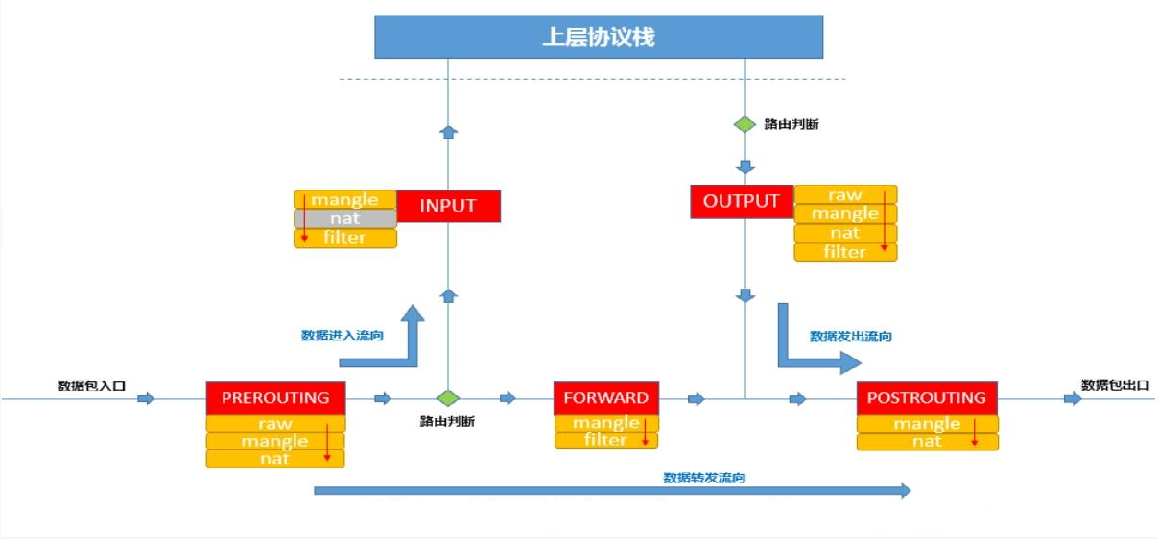 上层协议栈
路由判断
mangle
nat
filter
INPUT
OUTPUT
raw
mangle
nat
filter
数据进入流向
数据发出流向
数据包入口
PREROUTING
raw
mangle
nat
路由判断
FORWARD
mangle
filter
POSTROUTING
mangle
nat
数据包出口
数据转发流向